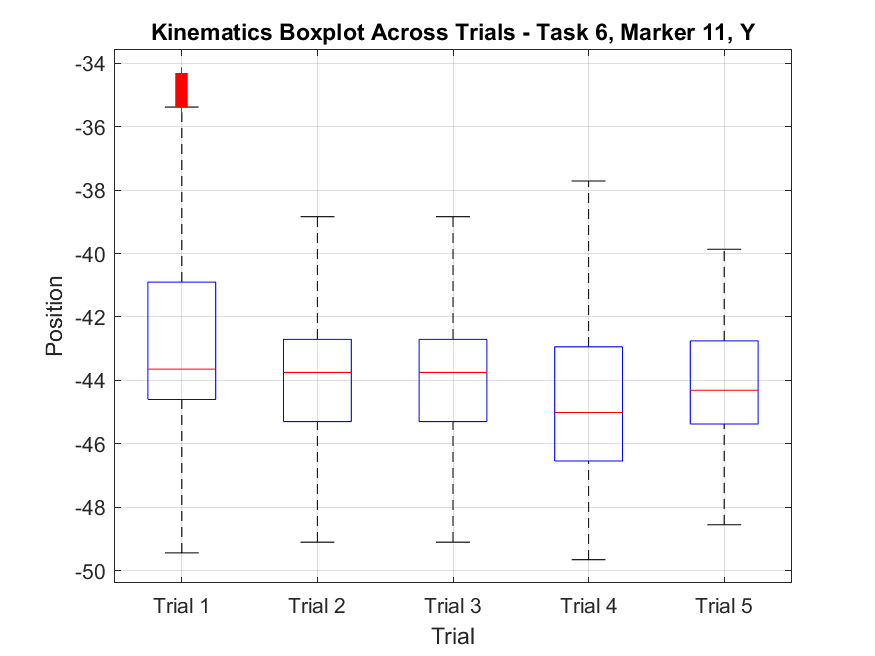 Kinematics Boxplot Across Trials - Task 6, Marker 11, Y
-34
-36
-38
-40
-42
-44
-46
-48
-50
Position
Trial 1 Trial 2 Trial 3 Trial 4 Trial 5
Trial